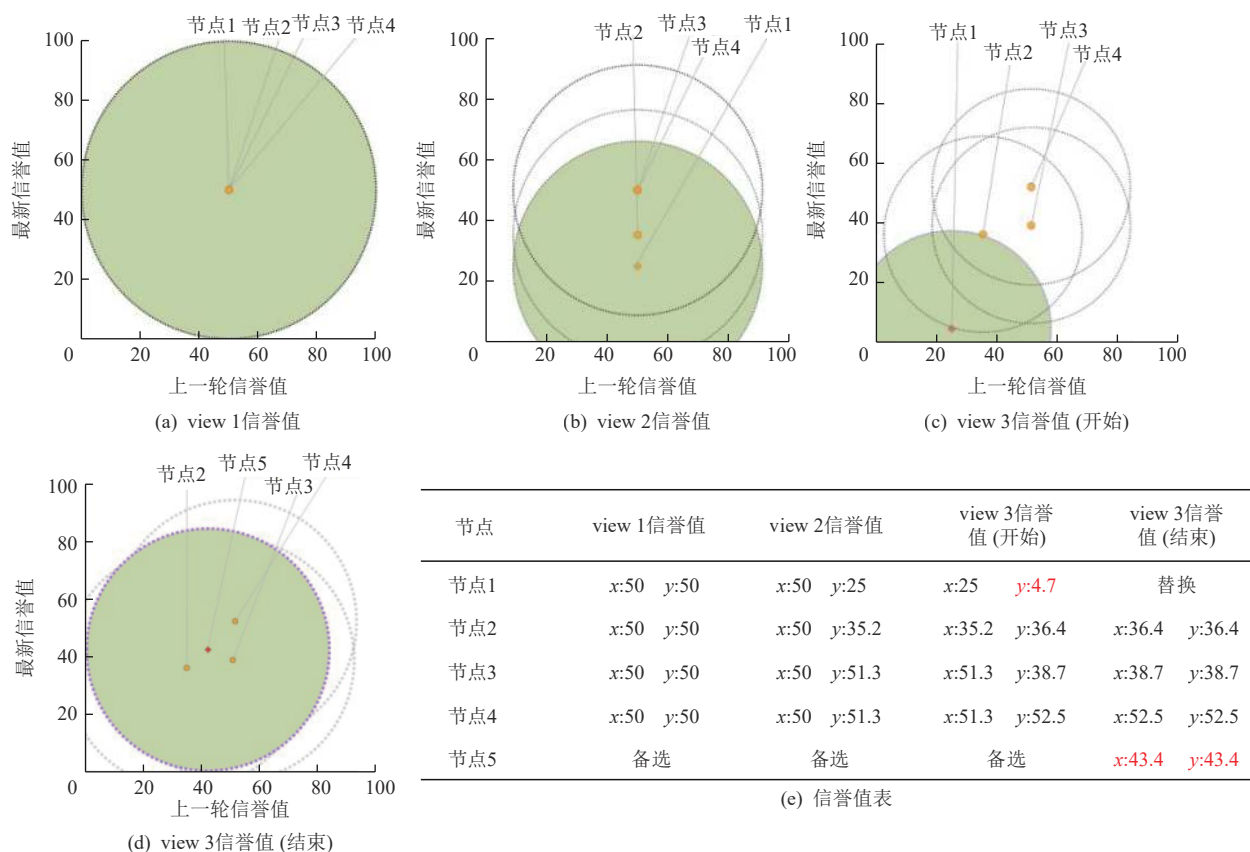 节点1 节点2 节点3 节点4
100
80
60
40
20
0
20 40 60 80 100
最新信誉值
上一轮信誉值
(a) view 1信誉值
节点2 节点3 节点4 节点1
100
80
60
40
20
0
20 40 60 80 100
最新信誉值
上一轮信誉值
(b) view 2信誉值
节点1 节点2 节点3 节点4
100
80
60
40
20
0
20 40 60 80 100
最新信誉值
上一轮信誉值
(c) view 3信誉值 (开始)
节点2 节点5 节点3 节点4
100
80
60
40
20
0
20 40 60 80 100
最新信誉值
上一轮信誉值
(d) view 3信誉值 (结束)
节点 view 1信誉值 view 2信誉值 view 3信誉值 (开始) view 3信誉值 (结束)
节点1 x:50 y:50 x:50 y:25 x:25 y:4.7 替换
节点2 x:50 y:50 x:50 y:35.2 x:35.2 y:36.4 x:36.4 y:36.4
节点3 x:50 y:50 x:50 y:51.3 x:51.3 y:38.7 x:38.7 y:38.7
节点4 x:50 y:50 x:50 y:51.3 x:51.3 y:52.5 x:52.5 y:52.5
节点5 备选 备选 备选 x:43.4 y:43.4
(e) 信誉值表